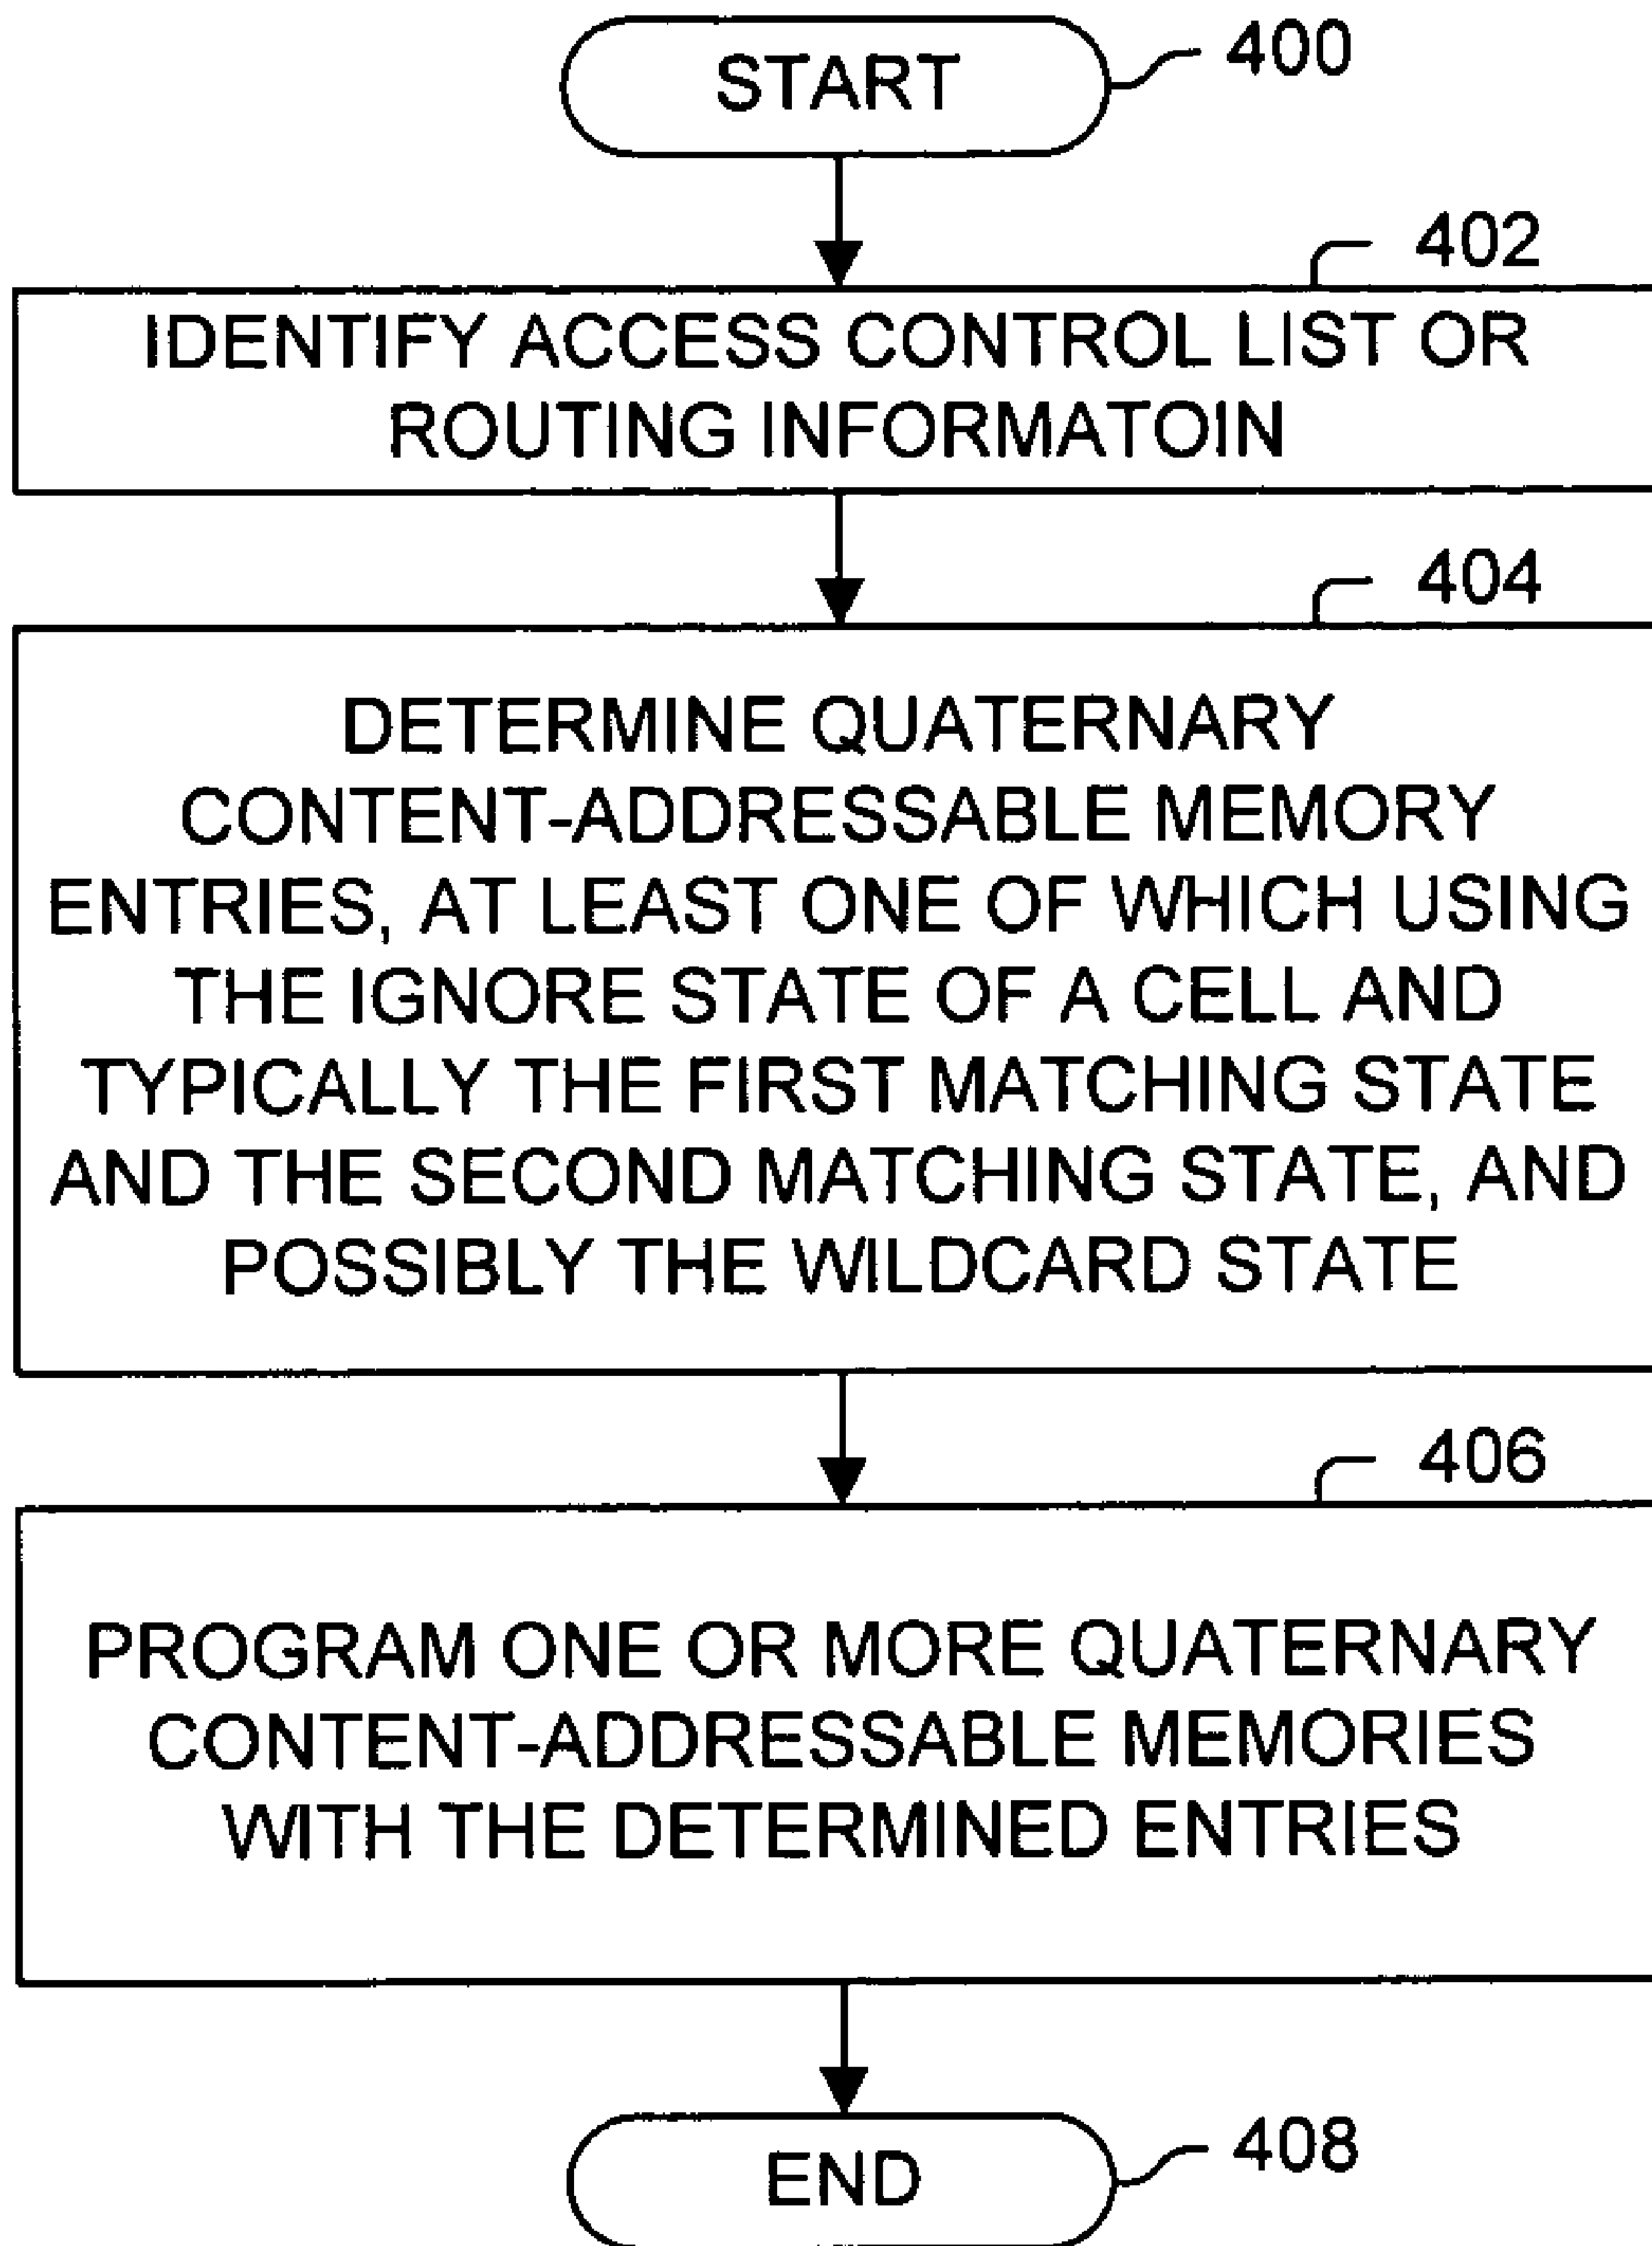 START
400
402
IDENTIFY ACCESS CONTROL LIST OR
ROUTING INFORMATOIN
404
DETERMINE QUATERNARY
CONTENT-ADDRESSABLE MEMORY
ENTRIES, AT LEAST ONE OF WHICH USING
THE IGNORE STATE OF A CELL AND
TYPICALLY THE FIRST MATCHING STATE
AND THE SECOND MATCHING STATE, AND
POSSIBLY THE WILDCARD STATE
406
PROGRAM ONE OR MORE QUATERNARY
CONTENT-ADDRESSABLE MEMORIES
WITH THE DETERMINED ENTRIES
END
408